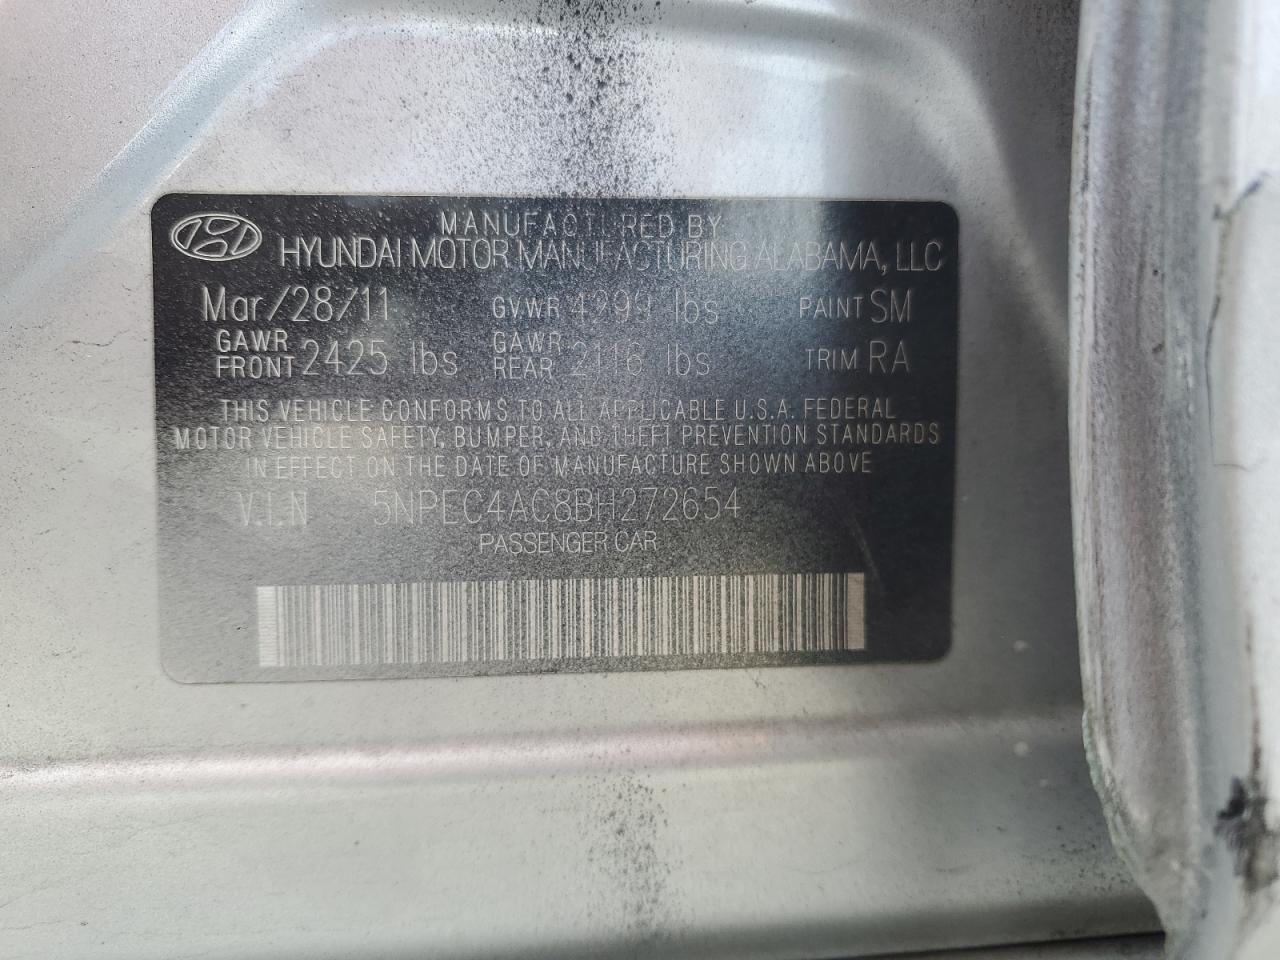 MANUFACTURED BY
HYUNDAI MOTOR MANUFACTURING ALABAMA, LLC
Mar/28/11 GVWR 4299 lbs PAINT SM
GAWR FRONT 2425 lbs GAWR REAR 2116 lbs TRIM RA
THIS VEHICLE CONFORMS TO ALL APPLICABLE U.S.A. FEDERAL
MOTOR VEHICLE SAFETY, BUMPER, AND THEFT PREVENTION STANDARDS
IN EFFECT ON THE DATE OF MANUFACTURE SHOWN ABOVE
V.I.N 5NPEC4AC8BH272654
PASSENGER CAR